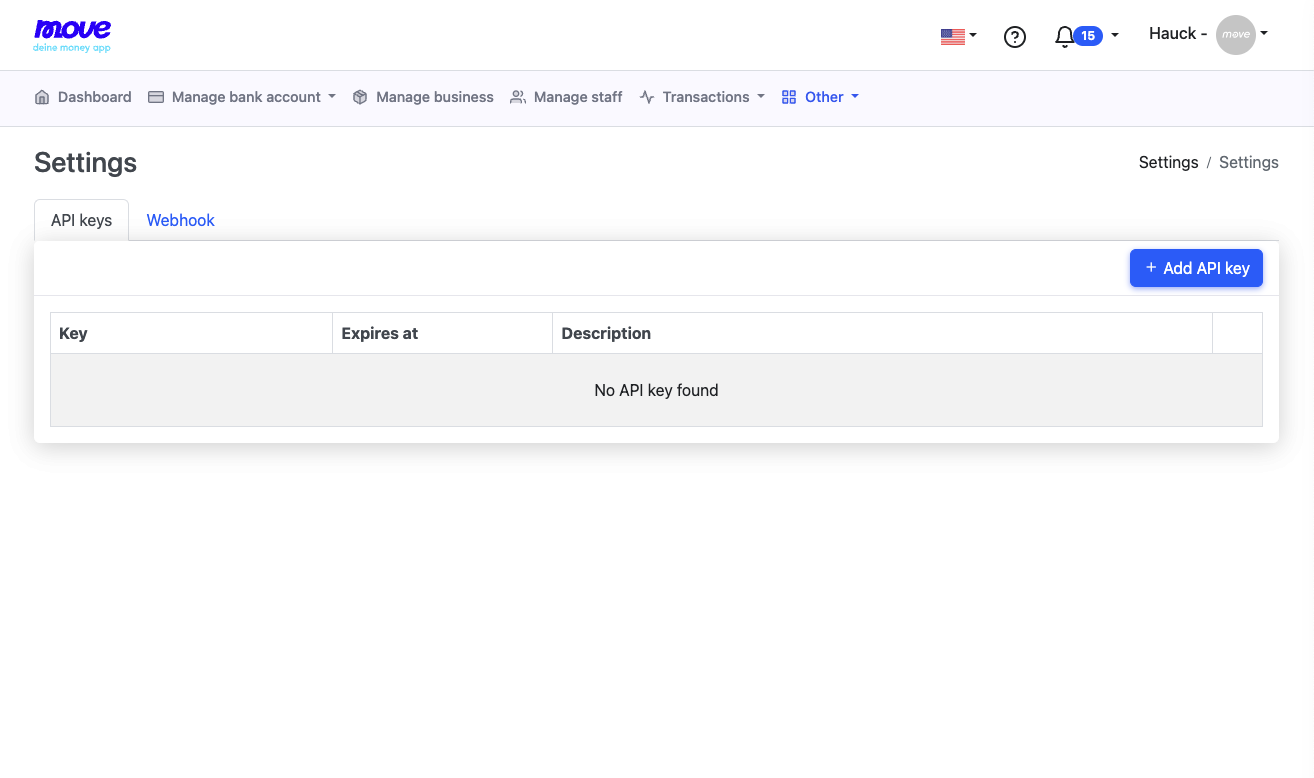 move
deine money app
15
Hauck -
move
Dashboard
Manage bank account
Manage business
Manage staff
Transactions
Other
Settings
Settings / Settings
API keys
Webhook
+ Add API key
Key
Expires at
Description
No API key found